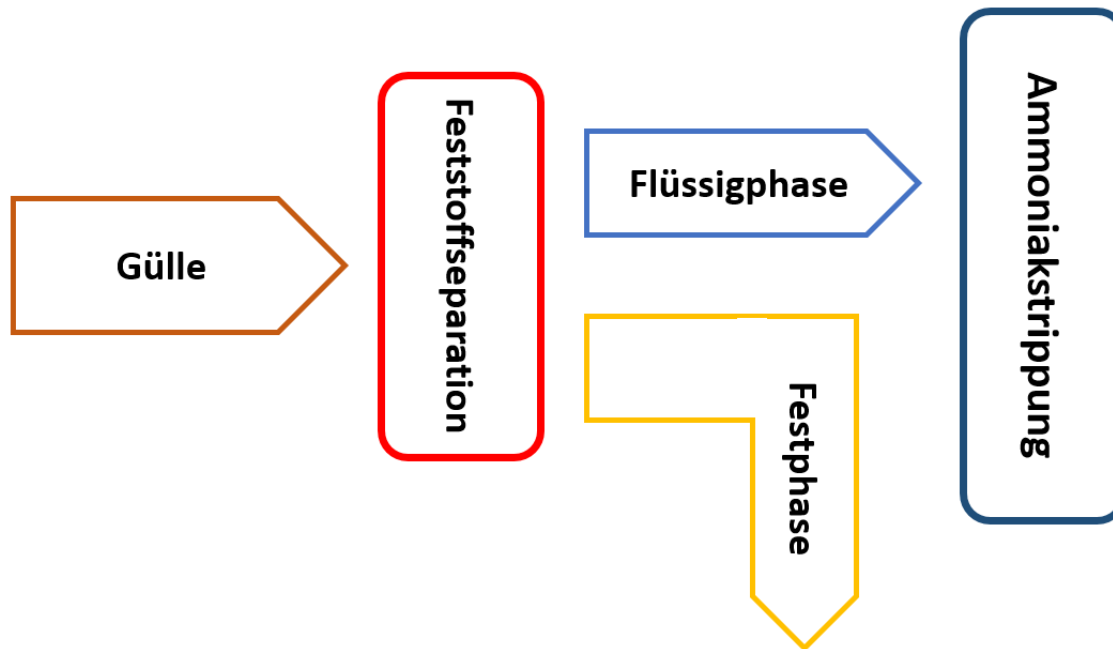 Gülle
Feststoffseparation
Flüssigphase
Festphase
Ammoniakstrippung